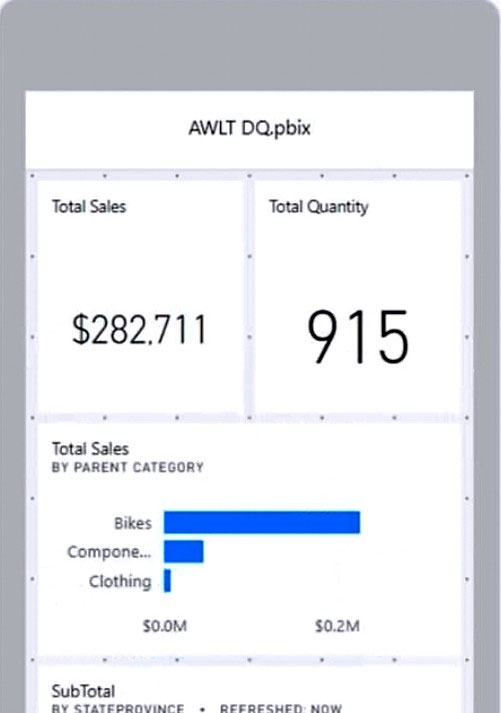 AWLT DQ.pbix
Total Sales
Total Quantity
$282,711
915
Total Sales
BY PARENT CATEGORY
Bikes
Compone...
Clothing
$0.0M $0.2M
SubTotal
BY STATEPROVINCE • REFRESHED: NOW